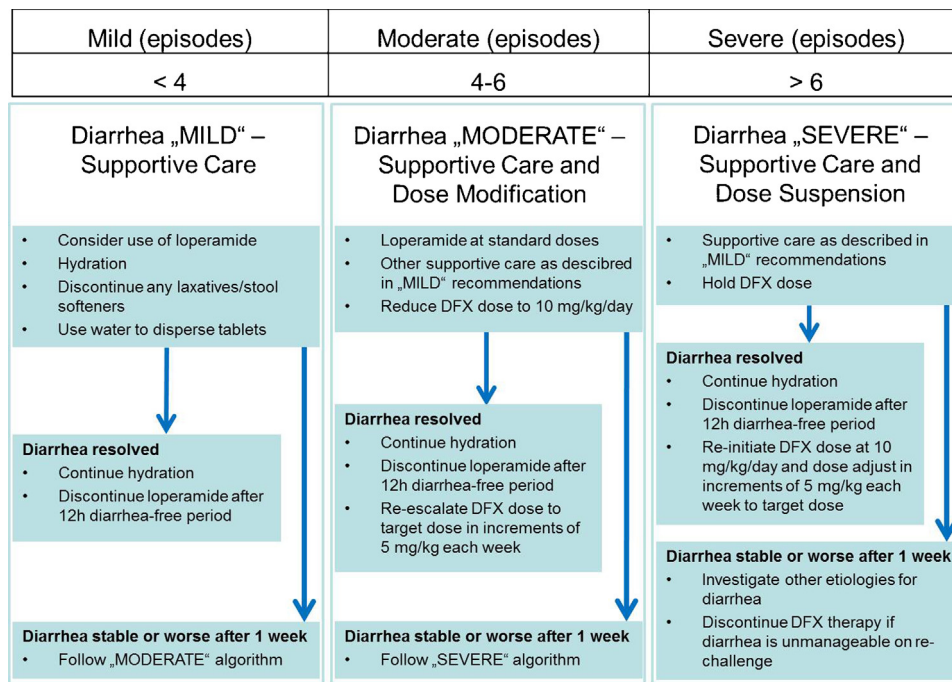 Mild (episodes)
Moderate (episodes)
Severe (episodes)
< 4
4-6
> 6
Diarrhea „MILD“ –
Supportive Care
• Consider use of loperamide
• Hydration
• Discontinue any laxatives/stool
softeners
• Use water to disperse tablets
Diarrhea resolved
• Continue hydration
• Discontinue loperamide after
12h diarrhea-free period
Diarrhea stable or worse after 1 week
• Follow „MODERATE“ algorithm
Diarrhea „MODERATE“ –
Supportive Care and
Dose Modification
• Loperamide at standard doses
• Other supportive care as descibred
in „MILD“ recommendations
• Reduce DFX dose to 10 mg/kg/day
Diarrhea resolved
• Continue hydration
• Discontinue loperamide after
12h diarrhea-free period
• Re-escalate DFX dose to
target dose in increments of
5 mg/kg each week
Diarrhea stable or worse after 1 week
• Follow „SEVERE“ algorithm
Diarrhea „SEVERE“ –
Supportive Care and
Dose Suspension
• Supportive care as described in
„MILD“ recommendations
• Hold DFX dose
Diarrhea resolved
• Continue hydration
• Discontinue loperamide after
12h diarrhea-free period
• Re-initiate DFX dose at 10
mg/kg/day and dose adjust in
increments of 5 mg/kg each
week to target dose
Diarrhea stable or worse after 1 week
• Investigate other etiologies for
diarrhea
• Discontinue DFX therapy if
diarrhea is unmanageable on re-
challenge